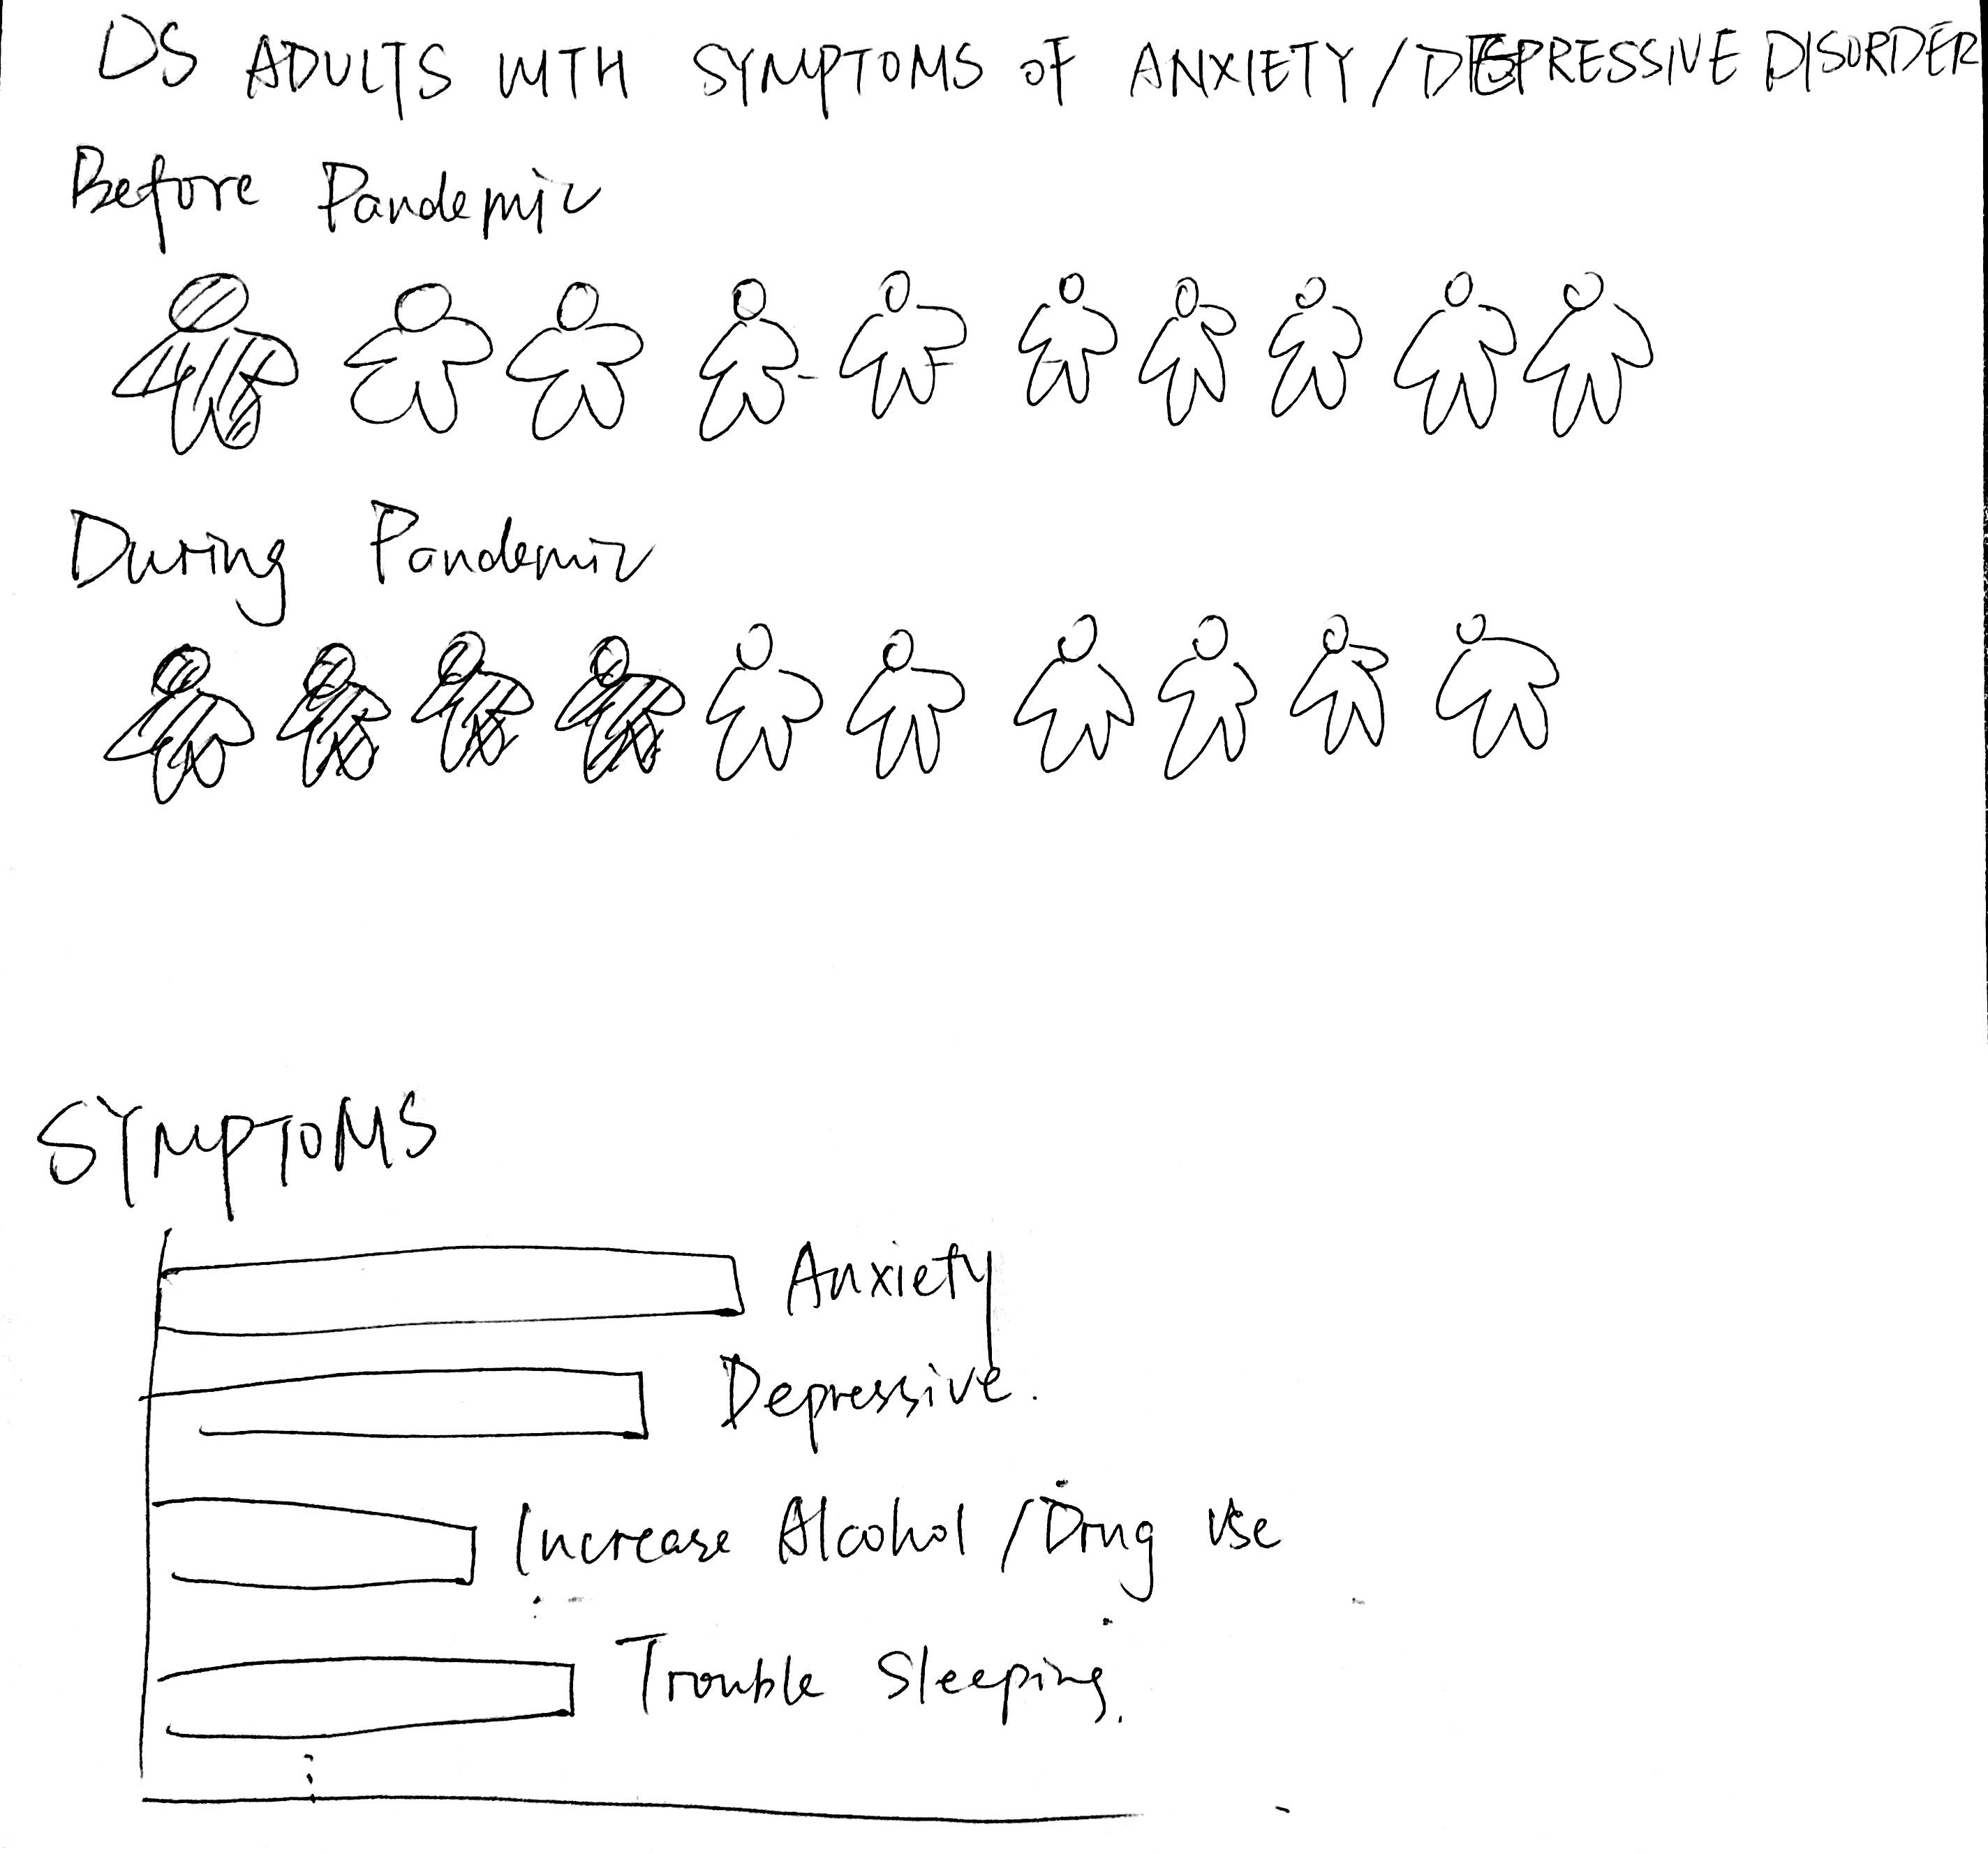 DS ADULTS WITH SYMPTOMS OF ANXIETY/DEPRESSIVE DISORDER
Before Pandemic
During Pandemic
SYMPTOMS
Anxiety
Depressive.
Increase Alcohol/Drug Use
Trouble Sleeping.